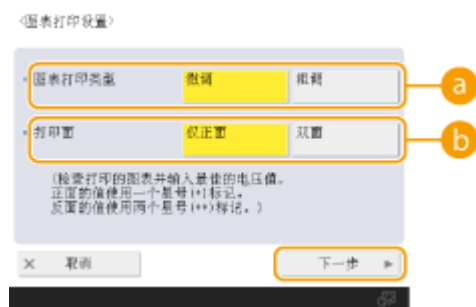 <图表打印设置>
图表打印类型 微调 粗调
a
打印面 仅正面 双面
b
(检查打印的图表并输入最佳的电压值。
正面的值使用一个星号(*)标记。
反面的值使用两个星号(**)标记。)
× 取消 下一步 ▶